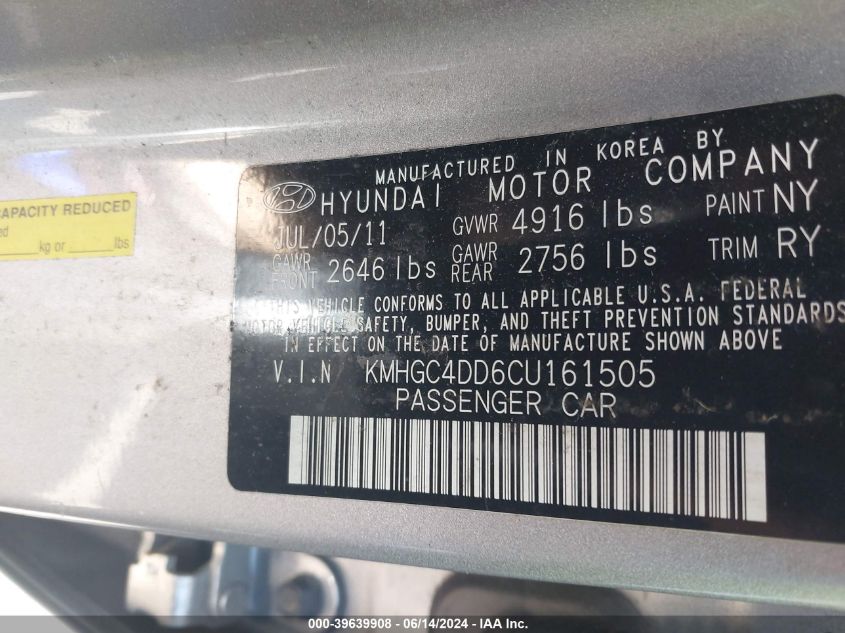 CAPACITY REDUCED
kg or lbs
MANUFACTURED IN KOREA BY
HYUNDAI MOTOR COMPANY
JUL/05/11 GVWR 4916 lbs PAINT NY
GAWR FRONT 2646 lbs GAWR REAR 2756 lbs TRIM RY
THIS VEHICLE CONFORMS TO ALL APPLICABLE U.S.A. FEDERAL
MOTOR VEHICLE SAFETY, BUMPER, AND THEFT PREVENTION STANDARDS
IN EFFECT ON THE DATE OF MANUFACTURE SHOWN ABOVE
V.I.N KMHGC4DD6CU161505
PASSENGER CAR
000-39639908 - 06/14/2024 - IAA Inc.